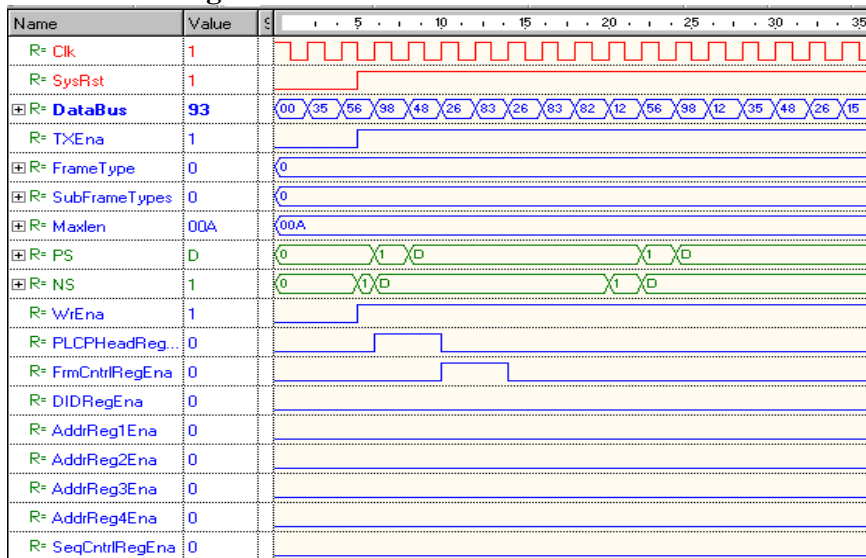 Name Value S 5 10 15 20 25 30 35
R= Clk 1
R= SysRst 1
R= DataBus 93 00 35 56 98 48 26 83 26 83 82 12 56 98 12 35 48 26 15
R= TXEna 1
R= FrameType 0 0
R= SubFrameTypes 0 0
R= Maxlen 00A 00A
R= PS D 0 1 D 1 D
R= NS 1 0 1 D 1 D
R= WrEna 1
R= PLCPHeadReg... 0
R= FrmCntrlRegEna 0
R= DIDRegEna 0
R= AddrReg1Ena 0
R= AddrReg2Ena 0
R= AddrReg3Ena 0
R= AddrReg4Ena 0
R= SeqCntrlRegEna 0